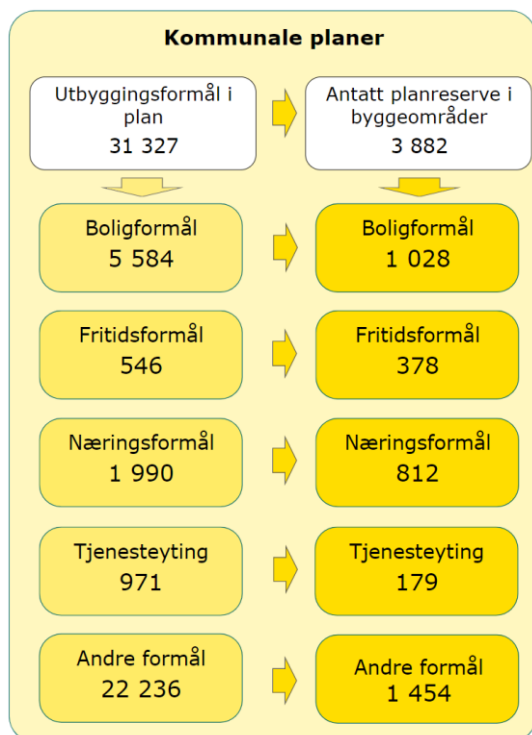 Kommunale planer
Utbyggingsformål i
plan
31 327
Antatt planreserve i
byggeområder
3 882
Boligformål
5 584
Boligformål
1 028
Fritidsformål
546
Fritidsformål
378
Næringsformål
1 990
Næringsformål
812
Tjenesteyting
971
Tjenesteyting
179
Andre formål
22 236
Andre formål
1 454